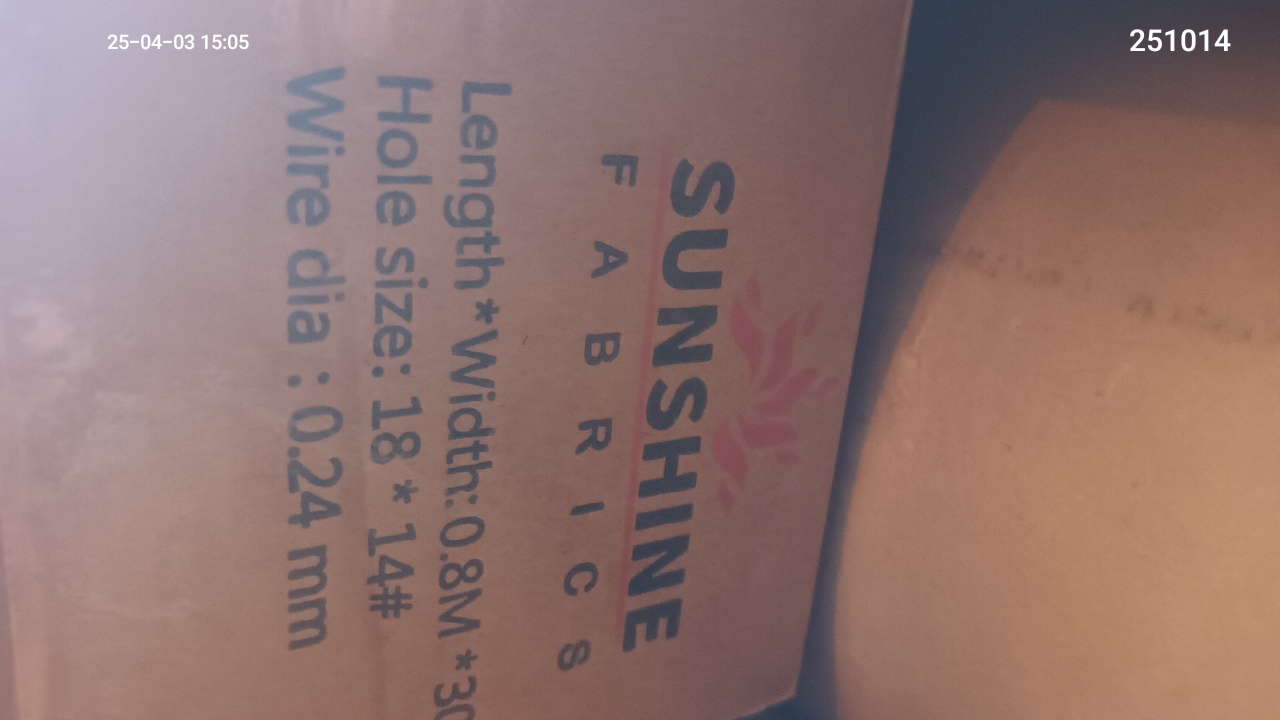 25-04-03 15:05
251014
SUNSHINE
FABRICS
Length*Width:0.8M *30
Hole size: 18 * 14#
Wire dia : 0.24 mm